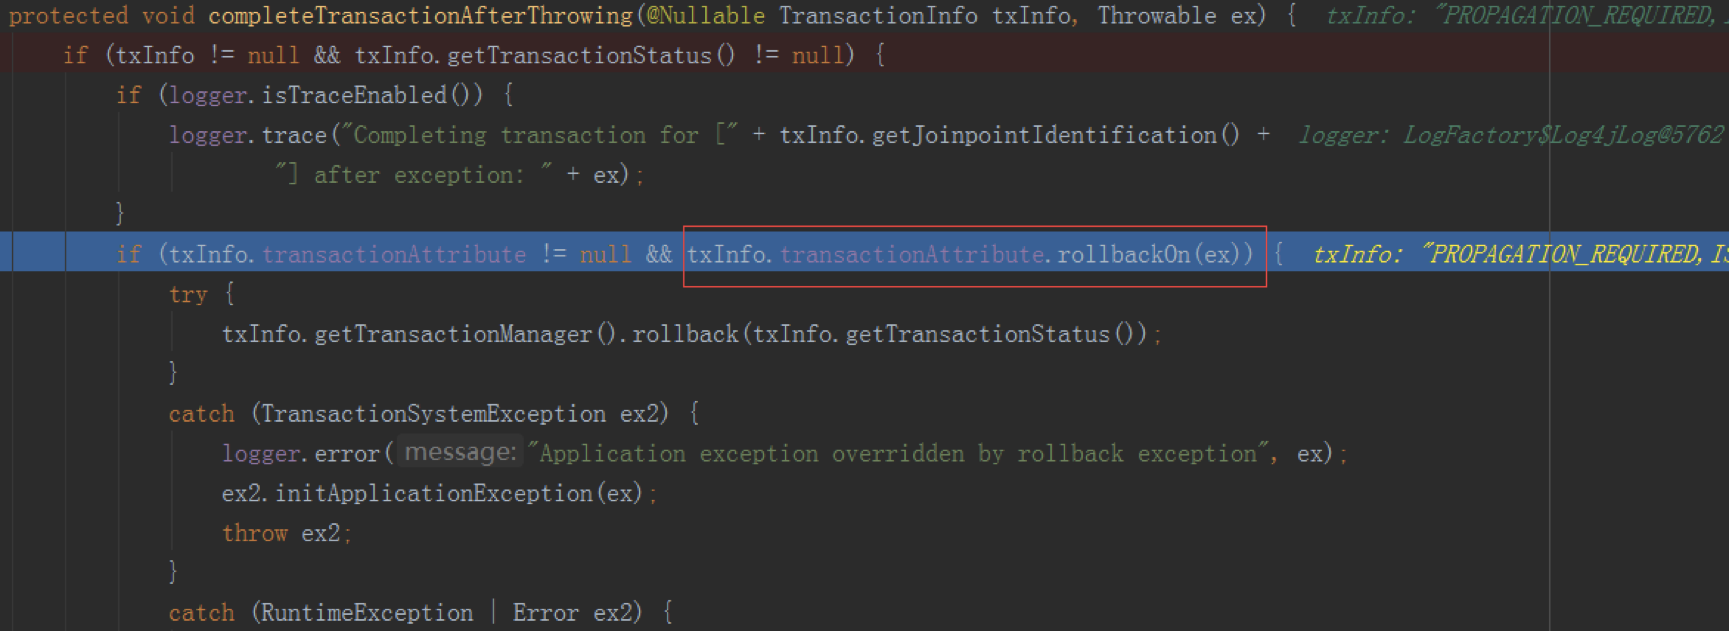 protected void completeTransactionAfterThrowing(@Nullable TransactionInfo txInfo, Throwable ex) {  txInfo: "PROPAGATION_REQUIRED,
if (txInfo != null && txInfo.getTransactionStatus() != null) {
if (logger.isTraceEnabled()) {
logger.trace("Completing transaction for [" + txInfo.getJoinpointIdentification() +  logger: LogFactory$Log4jLog@5762
"] after exception: " + ex);
}
if (txInfo.transactionAttribute != null && txInfo.transactionAttribute.rollbackOn(ex)) {  txInfo: "PROPAGATION_REQUIRED,IS
try {
txInfo.getTransactionManager().rollback(txInfo.getTransactionStatus());
}
catch (TransactionSystemException ex2) {
logger.error( message: "Application exception overridden by rollback exception", ex);
ex2.initApplicationException(ex);
throw ex2;
}
catch (RuntimeException | Error ex2) {